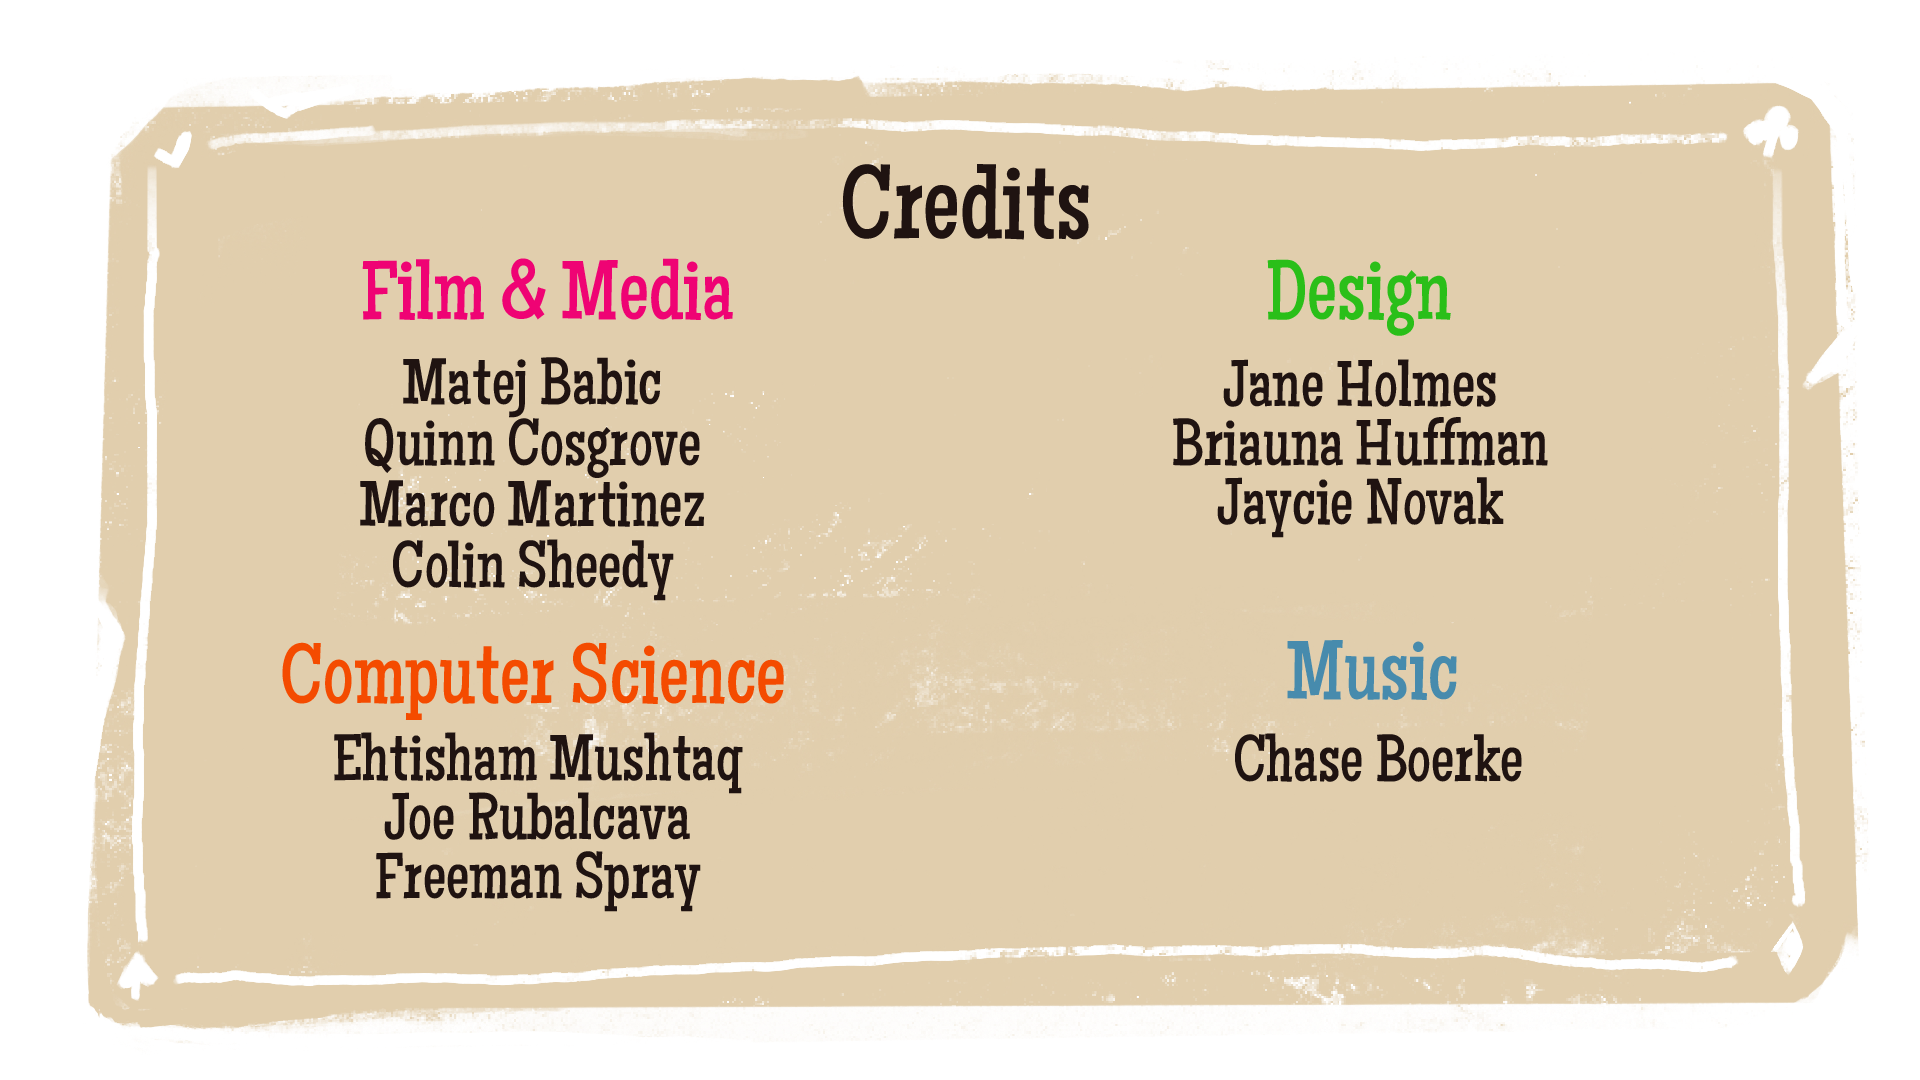 Credits
Film & Media
Matej Babic
Quinn Cosgrove
Marco Martinez
Colin Sheedy
Design
Jane Holmes
Briauna Huffman
Jaycie Novak
Computer Science
Ehtisham Mushtaq
Joe Rubalcava
Freeman Spray
Music
Chase Boerke